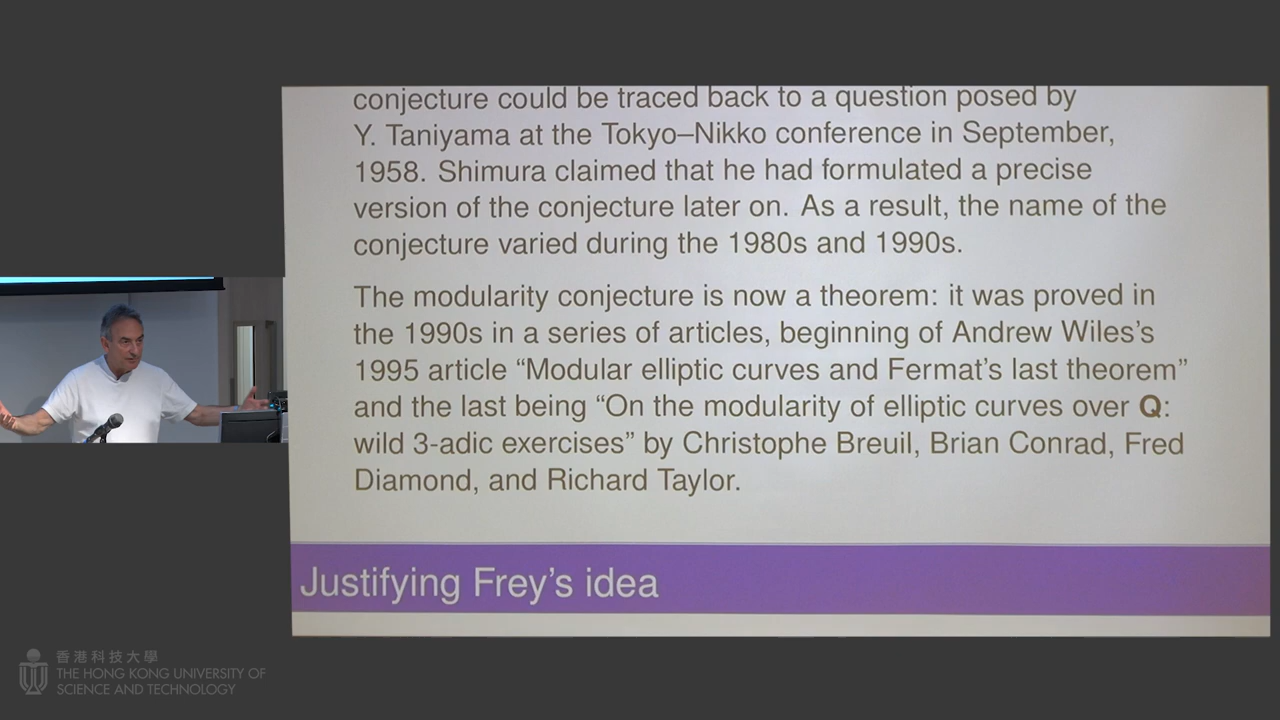 conjecture could be traced back to a question posed by
Y. Taniyama at the Tokyo–Nikko conference in September,
1958. Shimura claimed that he had formulated a precise
version of the conjecture later on. As a result, the name of the
conjecture varied during the 1980s and 1990s.
The modularity conjecture is now a theorem: it was proved in
the 1990s in a series of articles, beginning of Andrew Wiles's
1995 article “Modular elliptic curves and Fermat's last theorem”
and the last being “On the modularity of elliptic curves over Q:
wild 3-adic exercises” by Christophe Breuil, Brian Conrad, Fred
Diamond, and Richard Taylor.
Justifying Frey's idea
香港科技大學
THE HONG KONG UNIVERSITY OF
SCIENCE AND TECHNOLOGY